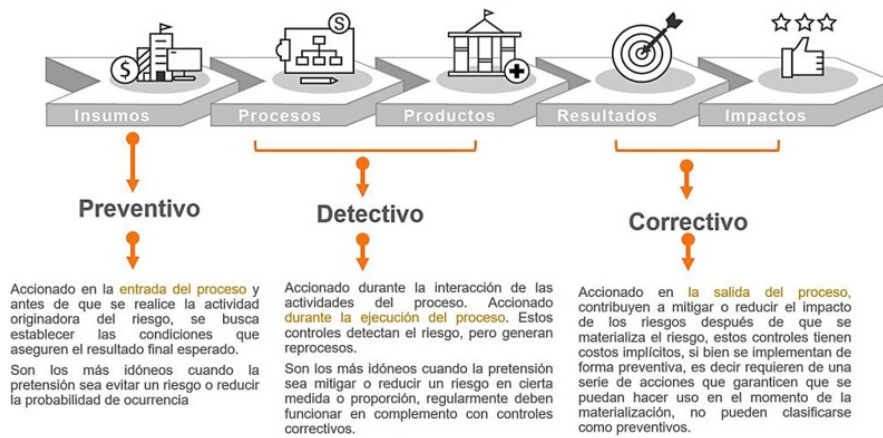 Insumos
Procesos
Productos
Resultados
Impactos
Preventivo
Detectivo
Correctivo
Accionado en la entrada del proceso y
antes de que se realice la actividad
originadora del riesgo, se busca
establecer las condiciones que
aseguren el resultado final esperado.
Son los más idóneos cuando la
pretensión sea evitar un riesgo o reducir
la probabilidad de ocurrencia
Accionado durante la interacción de las
actividades del proceso. Accionado
durante la ejecución del proceso. Estos
controles detectan el riesgo, pero generan
reprocesos.
Son los más idóneos cuando la pretensión
sea mitigar o reducir un riesgo en cierta
medida o proporción, regularmente deben
funcionar en complemento con controles
correctivos.
Accionado en la salida del proceso,
contribuyen a mitigar o reducir el impacto
de los riesgos después de que se
materializa el riesgo, estos controles tienen
costos implícitos, si bien se implementan de
forma preventiva, es decir requieren de una
serie de acciones que garanticen que se
puedan hacer uso en el momento de la
materialización, no pueden clasificarse
como preventivos.